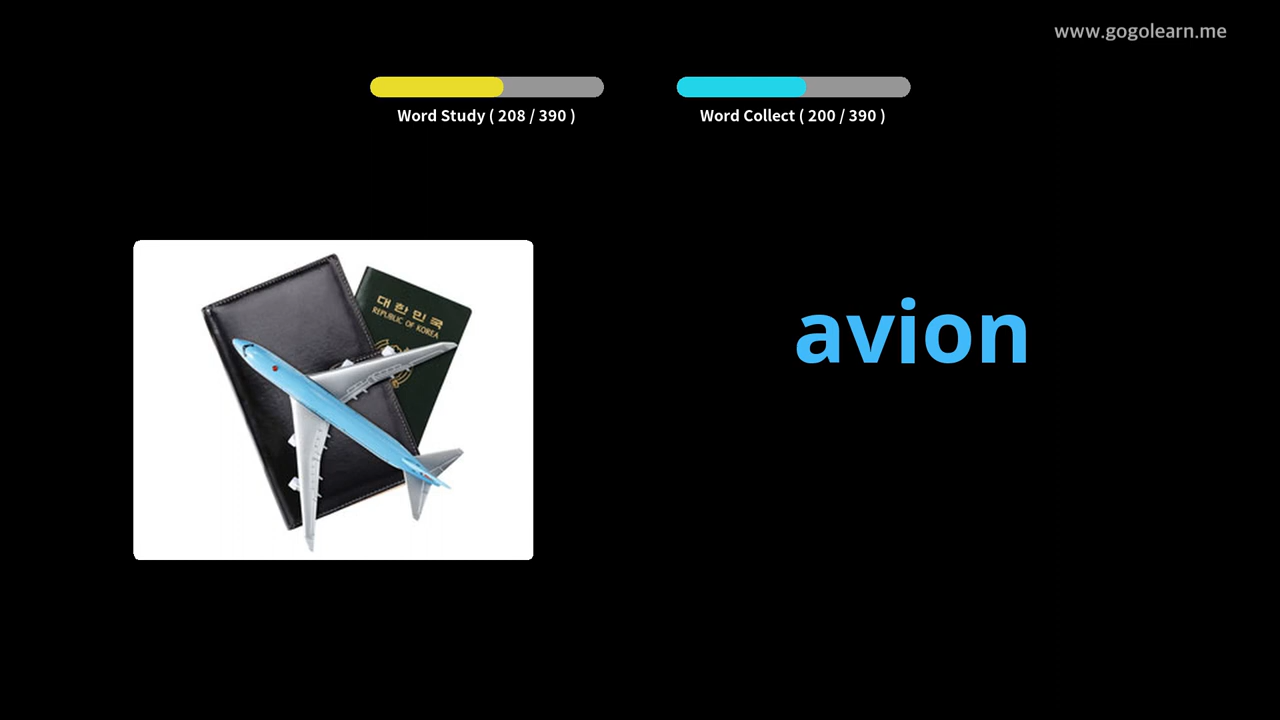 www.gogolearn.me
Word Study ( 208 / 390 )
Word Collect ( 200 / 390 )
대한민국
REPUBLIC OF KOREA
avion